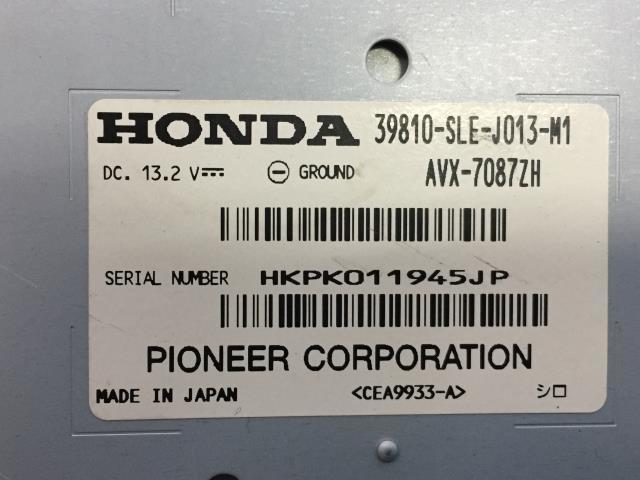 HONDA 39810-SLE-J013-M1
DC. 13.2 V⎓ ⊖ GROUND AVX-7087ZH
SERIAL NUMBER HKPK011945JP
PIONEER CORPORATION
MADE IN JAPAN <CEA9933-A> シロ